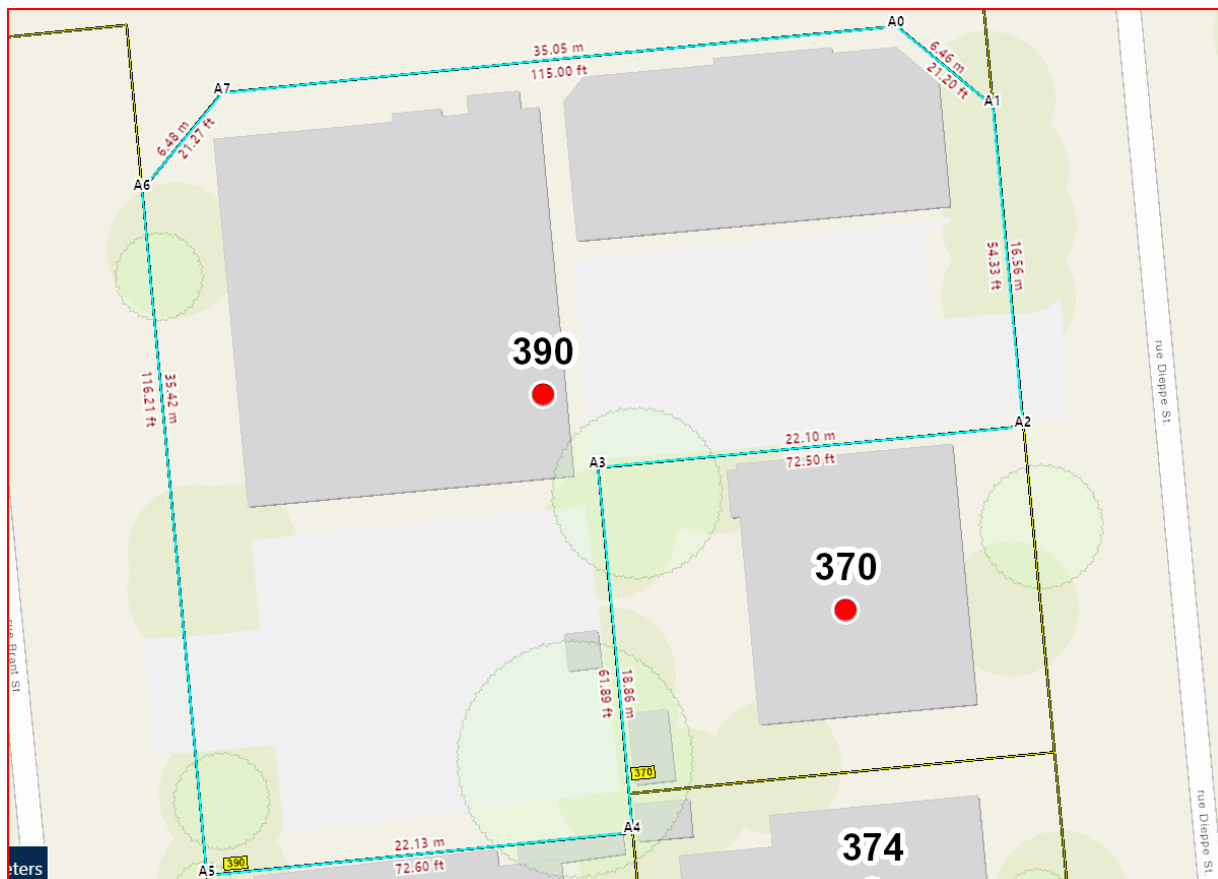 A0
35.05 m
115.00 ft
6.46 m
21.20 ft
A7
A1
6.48 m
21.27 ft
A6
16.56 m
54.33 ft
390
rue Dieppe St.
35.42 m
116.21 ft
A2
22.10 m
72.50 ft
A3
370
rue Brant St.
18.86 m
61.89 ft
370
A4
22.13 m
72.60 ft
374
rue Dieppe St.
390
A5
eters